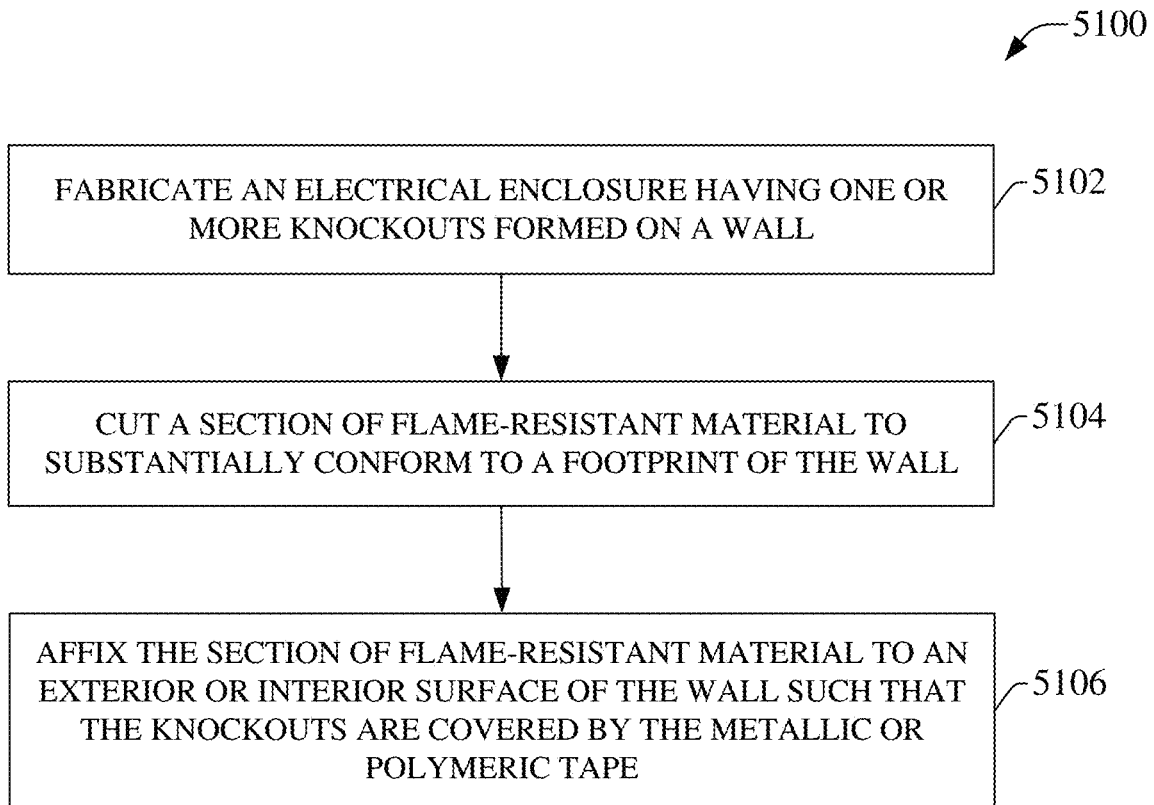 5100
FABRICATE AN ELECTRICAL ENCLOSURE HAVING ONE OR
MORE KNOCKOUTS FORMED ON A WALL
5102
CUT A SECTION OF FLAME-RESISTANT MATERIAL TO
SUBSTANTIALLY CONFORM TO A FOOTPRINT OF THE WALL
5104
AFFIX THE SECTION OF FLAME-RESISTANT MATERIAL TO AN
EXTERIOR OR INTERIOR SURFACE OF THE WALL SUCH THAT
THE KNOCKOUTS ARE COVERED BY THE METALLIC OR
POLYMERIC TAPE
5106